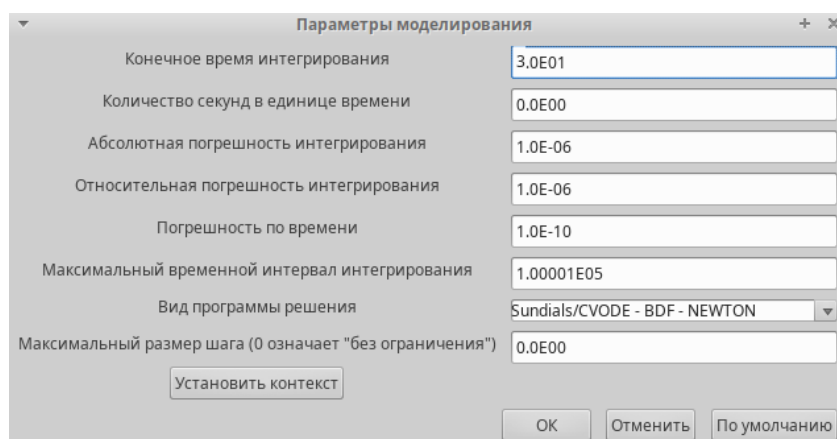 Параметры моделирования
Конечное время интегрирования 3.0E01
Количество секунд в единице времени 0.0E00
Абсолютная погрешность интегрирования 1.0E-06
Относительная погрешность интегрирования 1.0E-06
Погрешность по времени 1.0E-10
Максимальный временной интервал интегрирования 1.00001E05
Вид программы решения Sundials/CVODE - BDF - NEWTON
Максимальный размер шага (0 означает "без ограничения") 0.0E00
Установить контекст
ОК Отменить По умолчанию